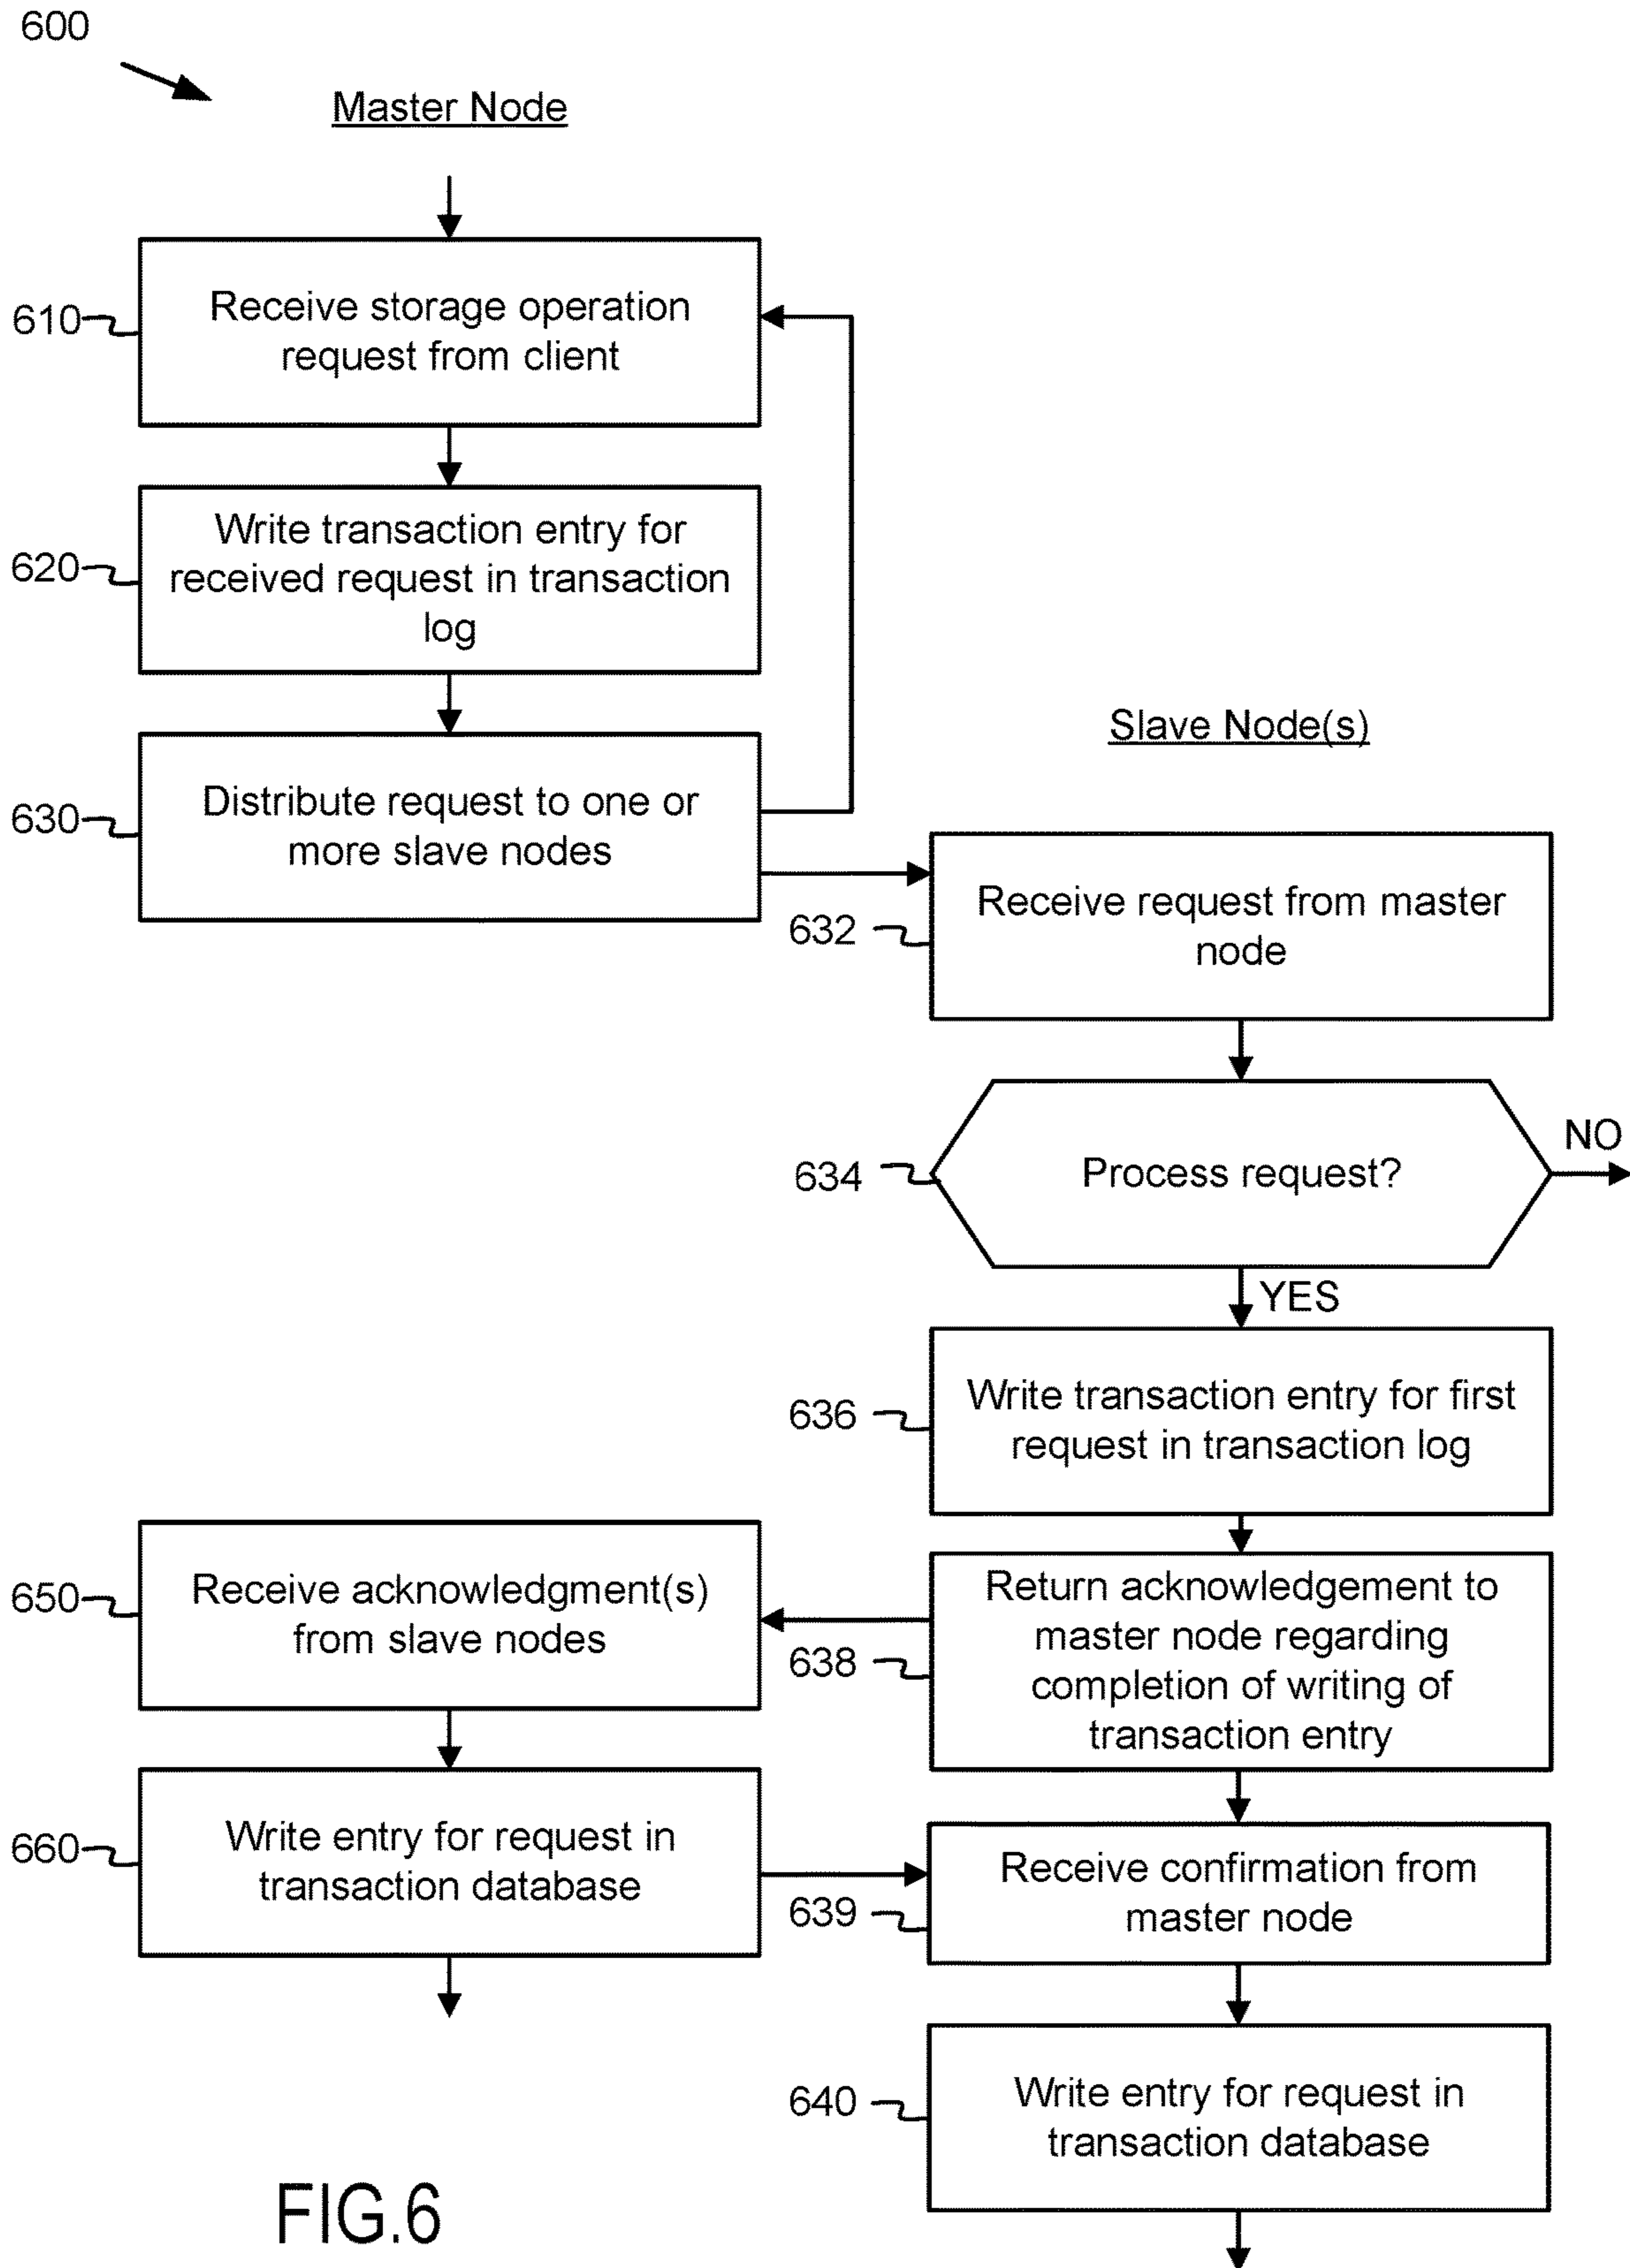 600
Master Node
610
Receive storage operation
request from client
620
Write transaction entry for
received request in transaction
log
630
Distribute request to one or
more slave nodes
Slave Node(s)
632
Receive request from master
node
634
Process request?
NO
YES
636
Write transaction entry for first
request in transaction log
638
Return acknowledgement to
master node regarding
completion of writing of
transaction entry
650
Receive acknowledgment(s)
from slave nodes
660
Write entry for request in
transaction database
639
Receive confirmation from
master node
640
Write entry for request in
transaction database
FIG.6